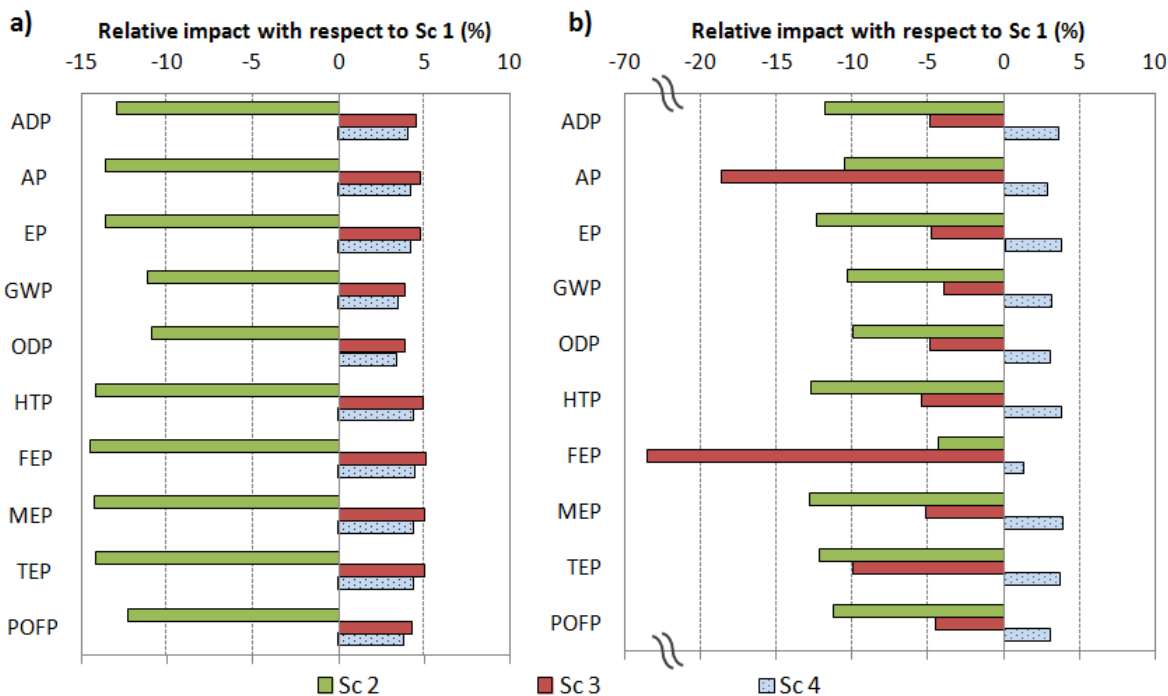 a) Relative impact with respect to Sc 1 (%)
-15 -10 -5 0 5 10
ADP
AP
EP
GWP
ODP
HTP
FEP
MEP
TEP
POFP
b) Relative impact with respect to Sc 1 (%)
-70 -20 -15 -10 -5 0 5 10
ADP
AP
EP
GWP
ODP
HTP
FEP
MEP
TEP
POFP
Sc 2 Sc 3 Sc 4